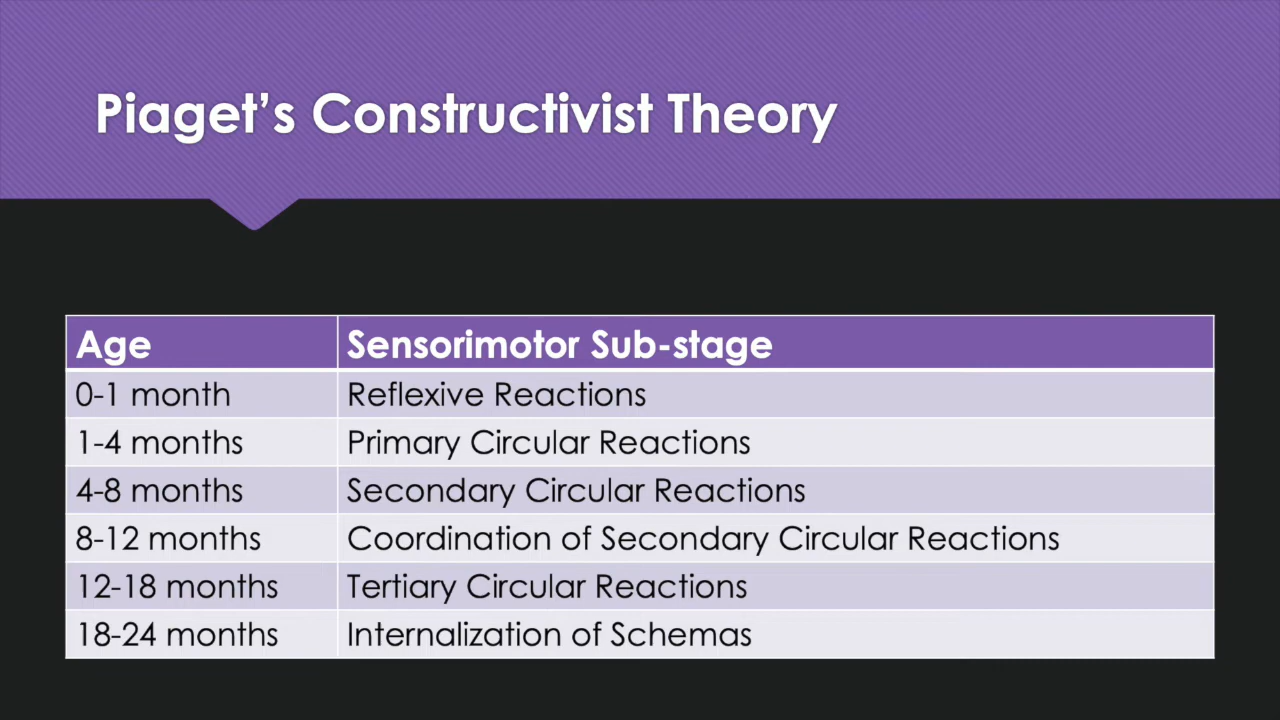 Piaget’s Constructivist Theory
Age Sensorimotor Sub-stage
0-1 month Reflexive Reactions
1-4 months Primary Circular Reactions
4-8 months Secondary Circular Reactions
8-12 months Coordination of Secondary Circular Reactions
12-18 months Tertiary Circular Reactions
18-24 months Internalization of Schemas